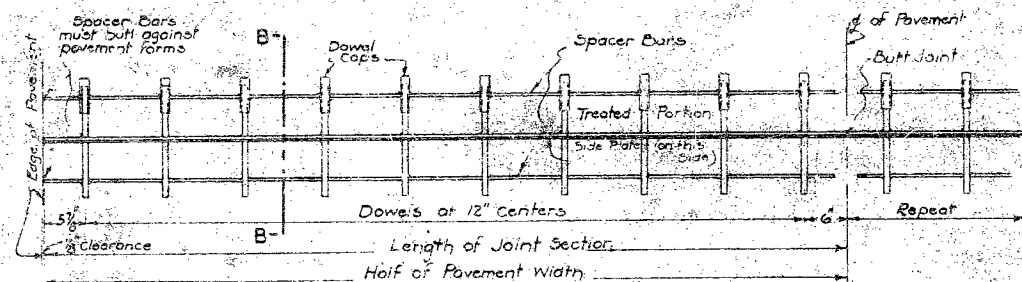 Spacer Bars
must butt against
pavement forms
B-
Dowel
Caps
Spacer Bars
¢ of Pavement
Butt Joint
Edge of Pavement
Treated Portion
Side Plate (on this
Side)
Dowels at 12" Centers
6"
Repeat
B-
Clearance
Length of Joint Section
Half of Pavement Width